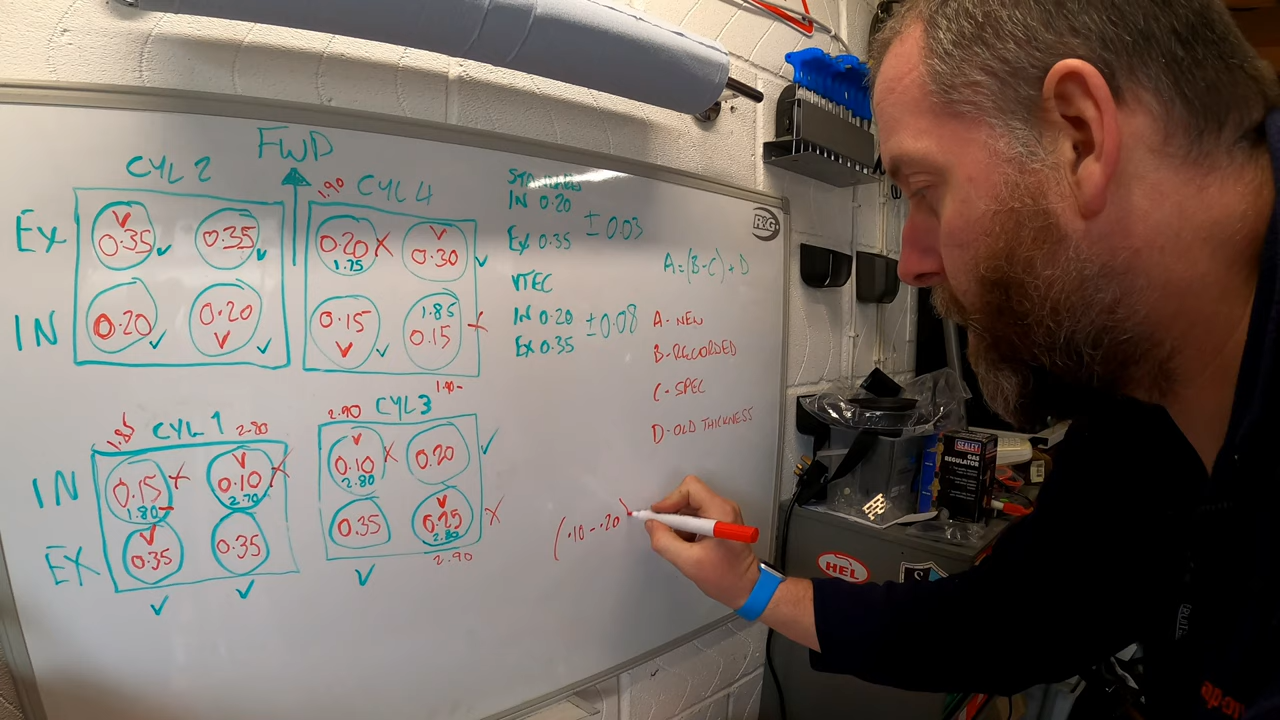 FWD
CYL 2
1.90 CYL 4
EX
0.35 0.35
0.20 1.75 0.30
IN
0.20 0.20
0.15 1.85 0.15
1.90
1.85 CYL 1 2.80
2.90 CYL 3
IN
0.15 1.80 0.10 2.70
0.10 2.80 0.20
EX
0.35 0.35
0.35 0.25 2.80
2.90
STANDARD
IN 0.20
EX 0.35
± 0.03
VTEC
IN 0.20
EX 0.35
± 0.08
R&G
A=(B-C)+D
A-NEW
B-RECORDED
C-SPEC
D-OLD THICKNESS
(.10 - .20)
SEALEY
GAS
REGULATOR
HEL